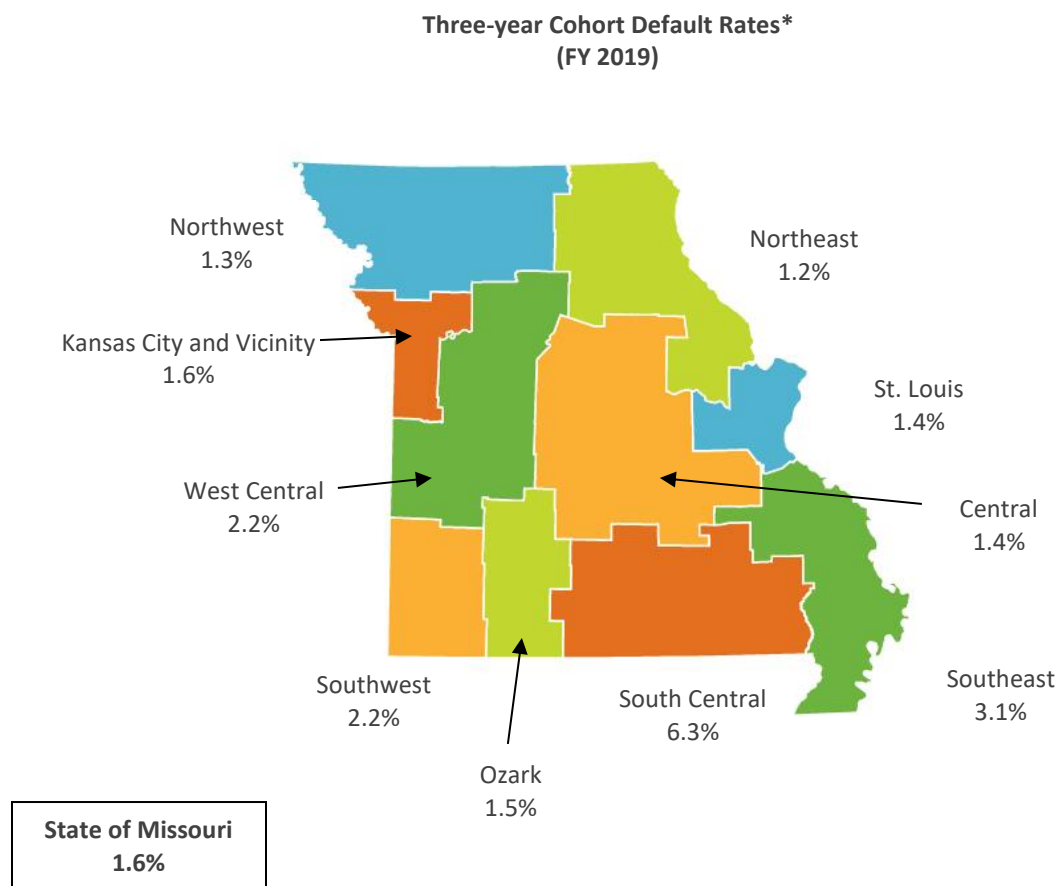 Three-year Cohort Default Rates*
(FY 2019)
Northwest
1.3%
Northeast
1.2%
Kansas City and Vicinity
1.6%
St. Louis
1.4%
West Central
2.2%
Central
1.4%
Southwest
2.2%
South Central
6.3%
Southeast
3.1%
Ozark
1.5%
State of Missouri
1.6%